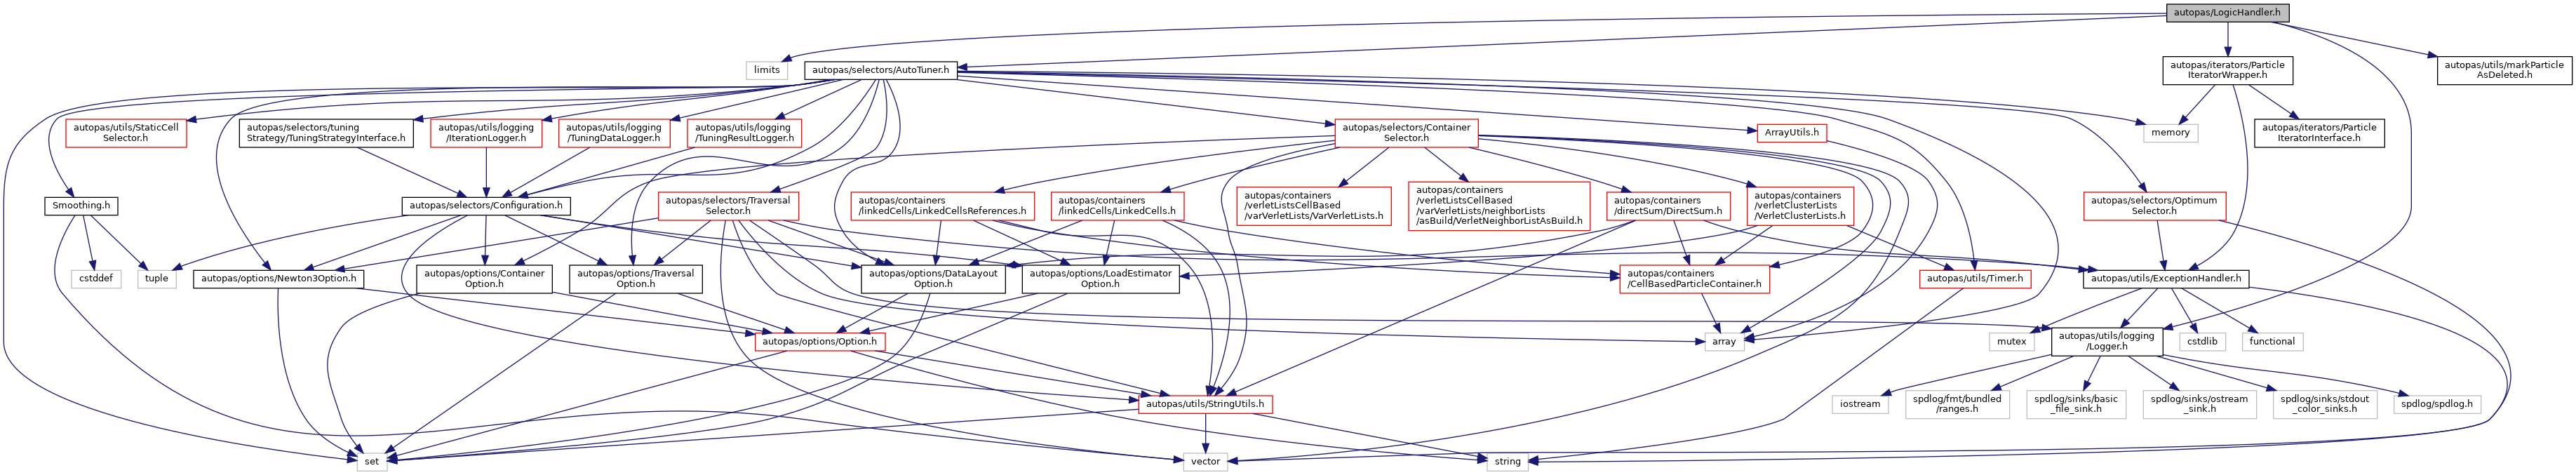 autopas/LogicHandler.h
limits
autopas/selectors/AutoTuner.h
autopas/iterators/Particle
IteratorWrapper.h
autopas/utils/markParticle
AsDeleted.h
autopas/utils/StaticCell
Selector.h
autopas/selectors/tuning
Strategy/TuningStrategyInterface.h
autopas/utils/logging
/IterationLogger.h
autopas/utils/logging
/TuningDataLogger.h
autopas/utils/logging
/TuningResultLogger.h
autopas/selectors/Container
Selector.h
ArrayUtils.h
memory
autopas/iterators/Particle
IteratorInterface.h
Smoothing.h
autopas/selectors/Configuration.h
autopas/selectors/Traversal
Selector.h
autopas/containers
/linkedCells/LinkedCellsReferences.h
autopas/containers
/linkedCells/LinkedCells.h
autopas/containers
/verletListsCellBased
/varVerletLists/VarVerletLists.h
autopas/containers
/verletListsCellBased
/varVerletLists/neighborLists
/asBuild/VerletNeighborListAsBuild.h
autopas/containers
/directSum/DirectSum.h
autopas/containers
/verletClusterLists
/VerletClusterLists.h
autopas/selectors/Optimum
Selector.h
cstddef
tuple
autopas/options/Newton3Option.h
autopas/options/Container
Option.h
autopas/options/Traversal
Option.h
autopas/options/DataLayout
Option.h
autopas/options/LoadEstimator
Option.h
autopas/containers
/CellBasedParticleContainer.h
autopas/utils/Timer.h
autopas/utils/ExceptionHandler.h
autopas/options/Option.h
array
mutex
autopas/utils/logging
/Logger.h
cstdlib
functional
autopas/utils/StringUtils.h
iostream
spdlog/fmt/bundled
/ranges.h
spdlog/sinks/basic
_file_sink.h
spdlog/sinks/ostream
_sink.h
spdlog/sinks/stdout
_color_sinks.h
spdlog/spdlog.h
set
vector
string